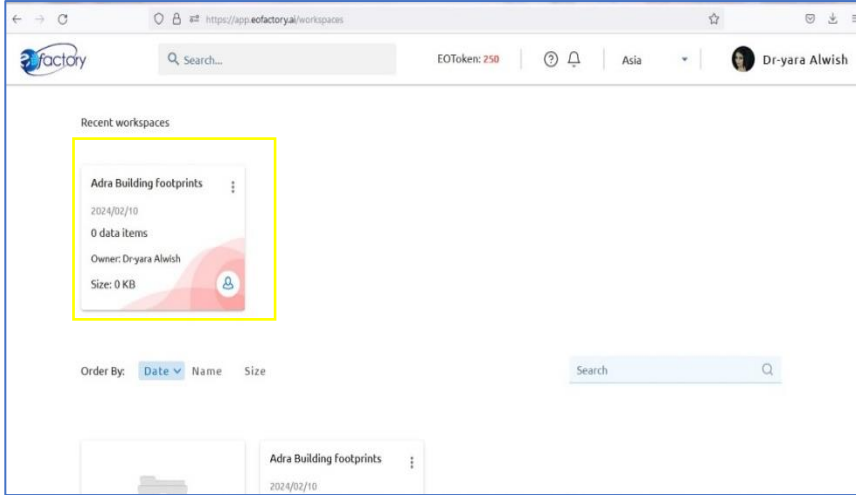 https://app.eofactory.ai/workspaces
factory
Search...
EOToken: 250
Asia
Dr-yara Alwish
Recent workspaces
Adra Building footprints
2024/02/10
0 data items
Owner: Dr-yara Alwish
Size: 0 KB
Order By: Date Name Size
Search
Adra Building footprints
2024/02/10